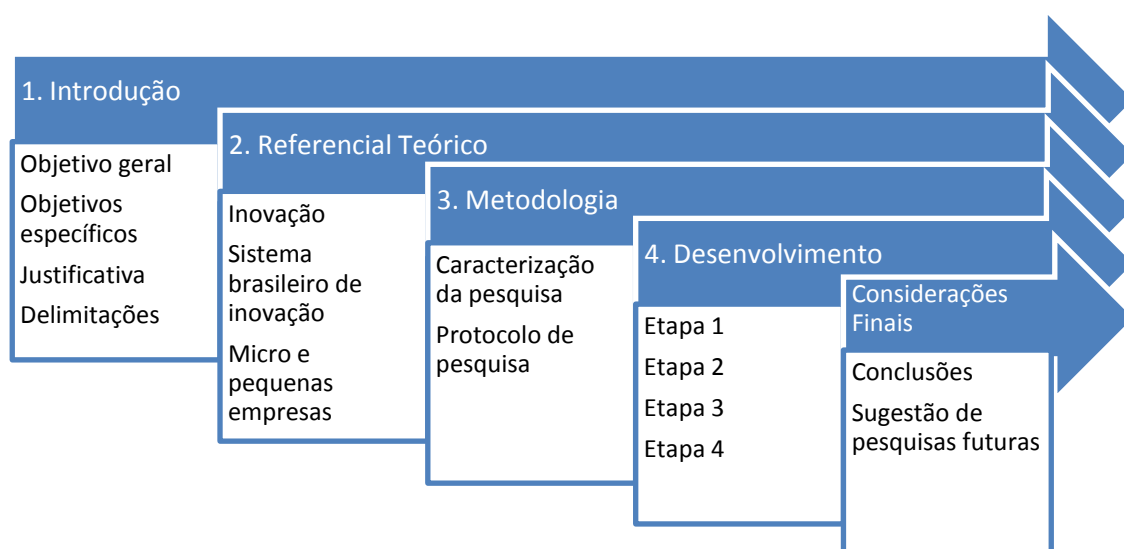 1. Introdução
Objetivo geral
Objetivos
específicos
Justificativa
Delimitações
2. Referencial Teórico
Inovação
Sistema
brasileiro de
inovação
Micro e
pequenas
empresas
3. Metodologia
Caracterização
da pesquisa
Protocolo de
pesquisa
4. Desenvolvimento
Etapa 1
Etapa 2
Etapa 3
Etapa 4
Considerações
Finais
Conclusões
Sugestão de
pesquisas futuras